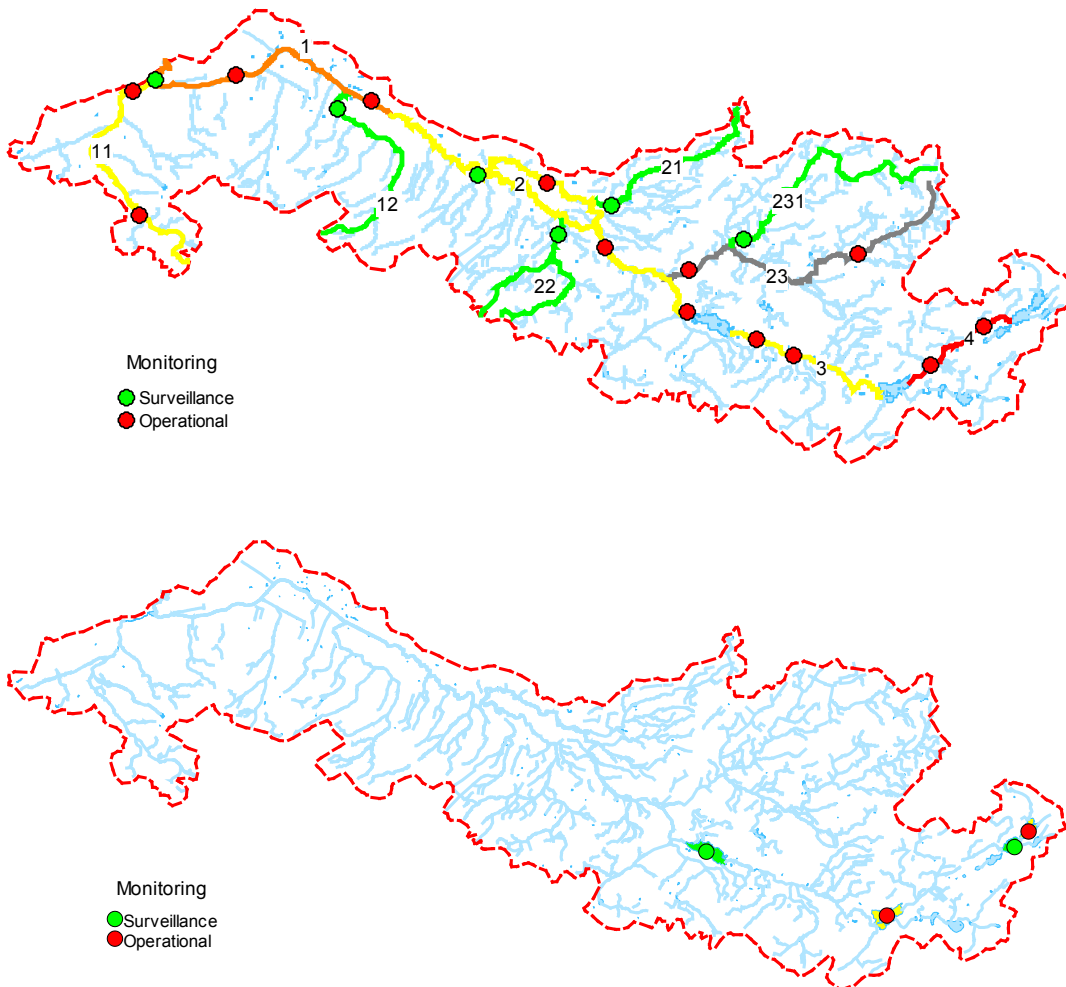 1
11
12
2
21
22
231
23
3
4
Monitoring
Surveillance
Operational
Monitoring
Surveillance
Operational